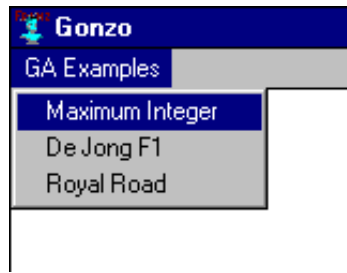 Gonzo
GA Examples
Maximum Integer
De Jong F1
Royal Road